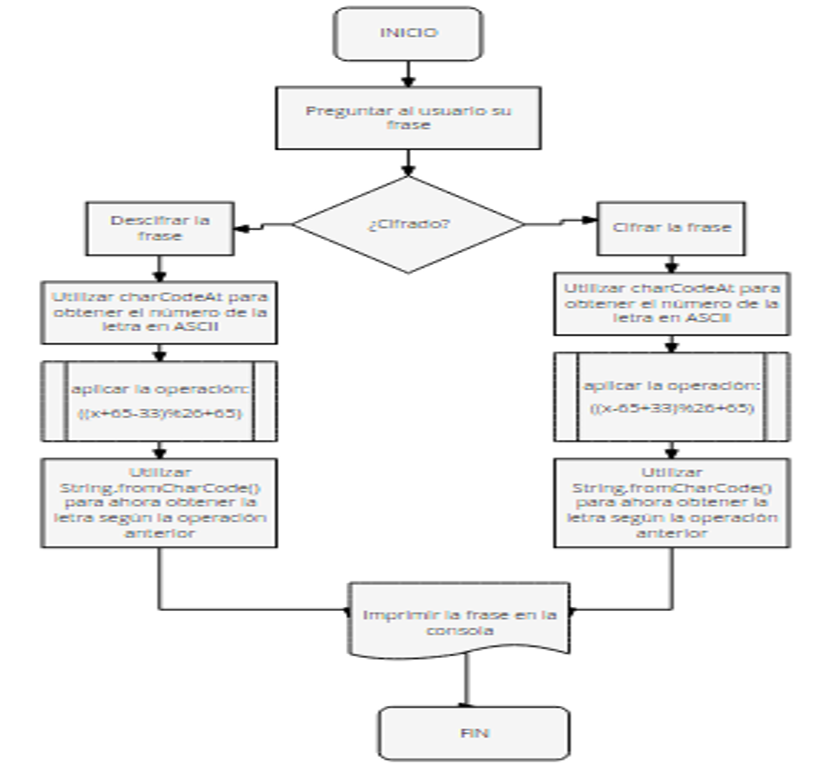 INICIO
Preguntar al usuario su
frase
¿Cifrado?
Descifrar la
frase
Utilizar charCodeAt para
obtener el número de la
letra en ASCII
aplicar la operación:
((x+65-33)%26+65)
Utilizar
String.fromCharCode()
para ahora obtener la
letra según la operación
anterior
Cifrar la frase
Utilizar charCodeAt para
obtener el número de la
letra en ASCII
aplicar la operación:
((x-65+33)%26+65)
Utilizar
String.fromCharCode()
para ahora obtener la
letra según la operación
anterior
Imprimir la frase en la
consola
FIN